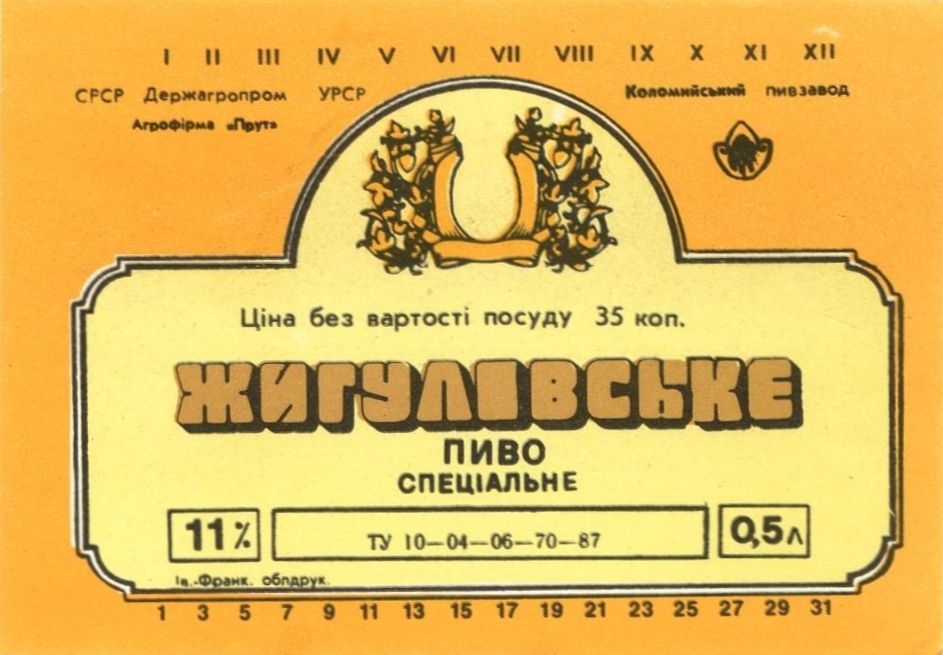 I II III IV V VI VII VIII IX X XI XII
СРСР Держагропром УРСР Коломийський пивзавод
Агрофірма «Прут»
Ціна без вартості посуду 35 коп.
ЖИГУЛІВСЬКЕ
ПИВО
СПЕЦІАЛЬНЕ
11% ТУ 10—04—06—70—87 0,5л
Ів.-Франк. облдрук.
1 3 5 7 9 11 13 15 17 19 21 23 25 27 29 31